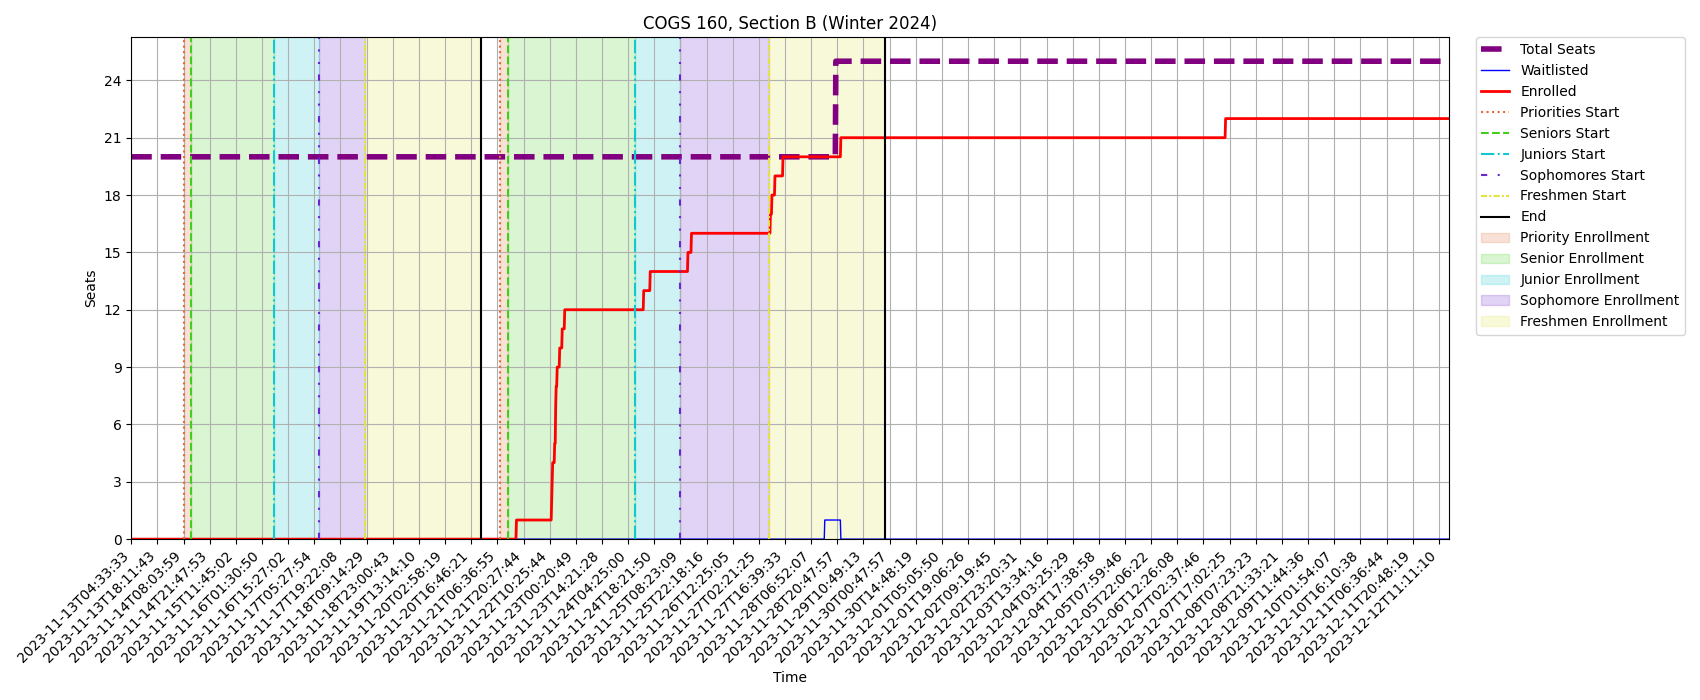 COGS 160, Section B (Winter 2024)
Seats
24
21
18
15
12
9
6
3
0
2023-11-13T04:33:33
2023-11-13T18:11:43
2023-11-14T08:03:59
2023-11-14T21:47:53
2023-11-15T11:45:02
2023-11-16T01:30:50
2023-11-16T15:27:02
2023-11-17T05:27:54
2023-11-17T19:22:08
2023-11-18T09:14:29
2023-11-18T23:00:43
2023-11-19T13:14:10
2023-11-20T02:58:19
2023-11-20T16:46:21
2023-11-21T06:36:55
2023-11-21T20:27:44
2023-11-22T10:25:44
2023-11-23T00:20:49
2023-11-23T14:21:28
2023-11-24T04:25:00
2023-11-24T18:21:50
2023-11-25T08:23:09
2023-11-25T22:18:16
2023-11-26T12:25:05
2023-11-27T02:21:25
2023-11-27T16:39:33
2023-11-28T06:52:07
2023-11-28T20:47:57
2023-11-29T10:49:13
2023-11-30T00:47:57
2023-11-30T14:48:19
2023-12-01T05:05:50
2023-12-01T19:06:26
2023-12-02T09:19:45
2023-12-02T23:20:31
2023-12-03T13:34:16
2023-12-04T03:25:29
2023-12-04T17:38:58
2023-12-05T07:59:46
2023-12-05T22:06:22
2023-12-06T12:26:08
2023-12-07T02:37:46
2023-12-07T17:02:25
2023-12-08T07:23:23
2023-12-08T21:33:21
2023-12-09T11:44:36
2023-12-10T01:54:07
2023-12-10T16:10:38
2023-12-11T06:36:44
2023-12-11T20:48:19
2023-12-12T11:11:10
Time
Total Seats
Waitlisted
Enrolled
Priorities Start
Seniors Start
Juniors Start
Sophomores Start
Freshmen Start
End
Priority Enrollment
Senior Enrollment
Junior Enrollment
Sophomore Enrollment
Freshmen Enrollment